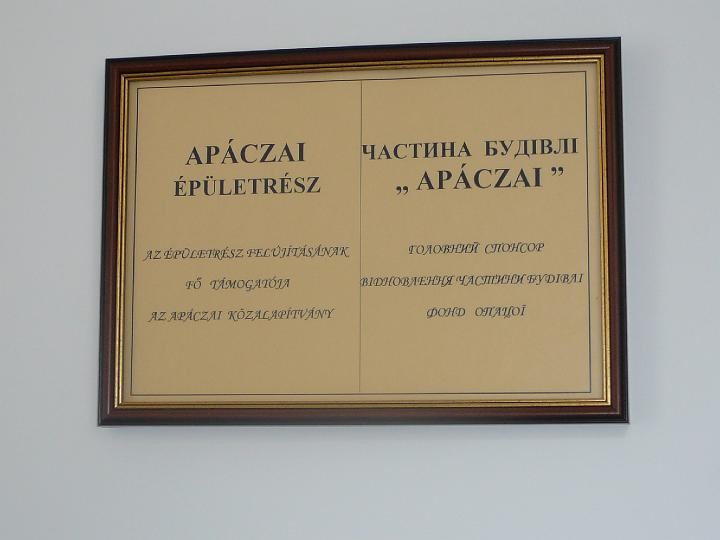 APÁCZAI
ÉPÜLETRÉSZ
AZ ÉPÜLETRÉSZ FELÚJÍTÁSÁNAK
FŐ TÁMOGATÓJA
AZ APÁCZAI KÖZALAPÍTVÁNY
ЧАСТИНА БУДІВЛІ
„ APÁCZAI ”
ГОЛОВНИЙ СПОНСОР
ВІДНОВЛЕННЯ ЧАСТИНИ БУДІВЛІ
ФОНД ОПАЦОЇ